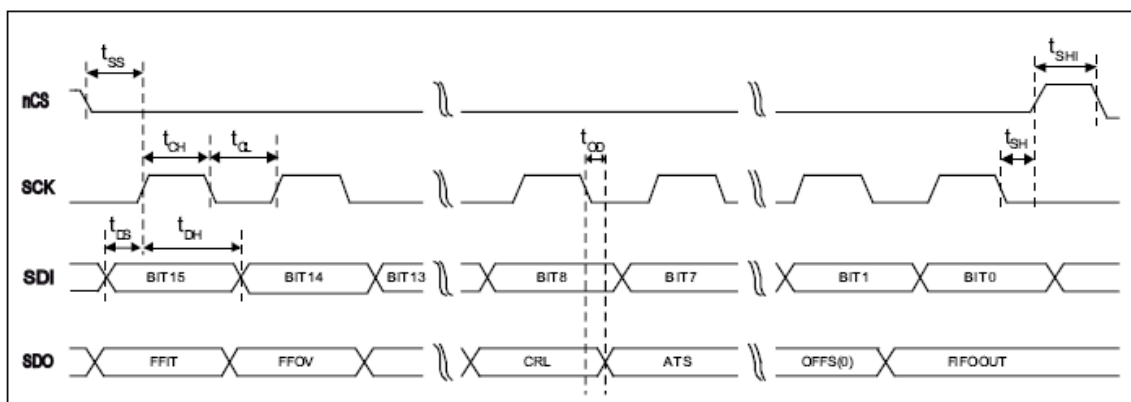 tSS tSHI
nCS
tCH tCL tOD tSH
SCK
tDS tDH
SDI BIT15 BIT14 BIT13 BIT8 BIT7 BIT1 BIT0
SDO FFIT FFOV CRL ATS OFFS(0) FIFOOUT